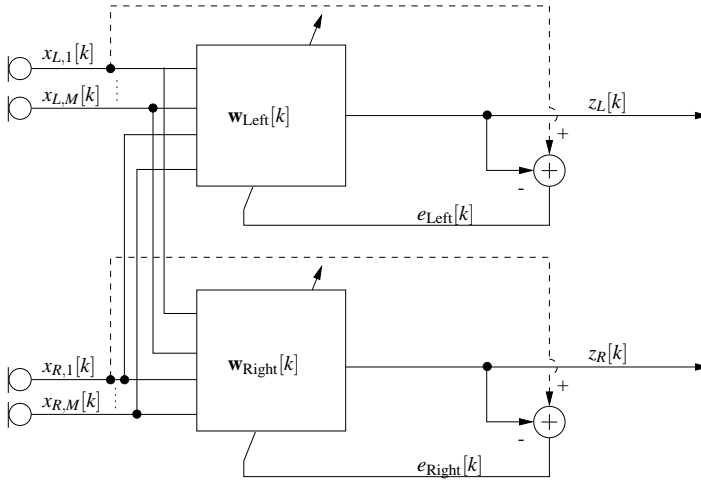 x_{L,1}[k]
x_{L,M}[k]
w_{Left}[k]
z_L[k]
+
+
-
e_{Left}[k]
x_{R,1}[k]
x_{R,M}[k]
w_{Right}[k]
z_R[k]
+
+
-
e_{Right}[k]